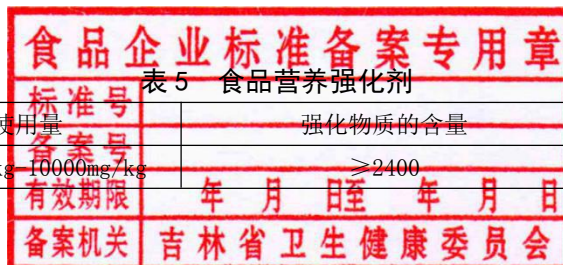 食品企业标准备案专用章
表5 食品营养强化剂
标准号
使用量 强化物质的含量
备案号
kg-10000mg/kg ≥2400
有效期限 年 月 日至 年 月 日
备案机关 吉林省卫生健康委员会